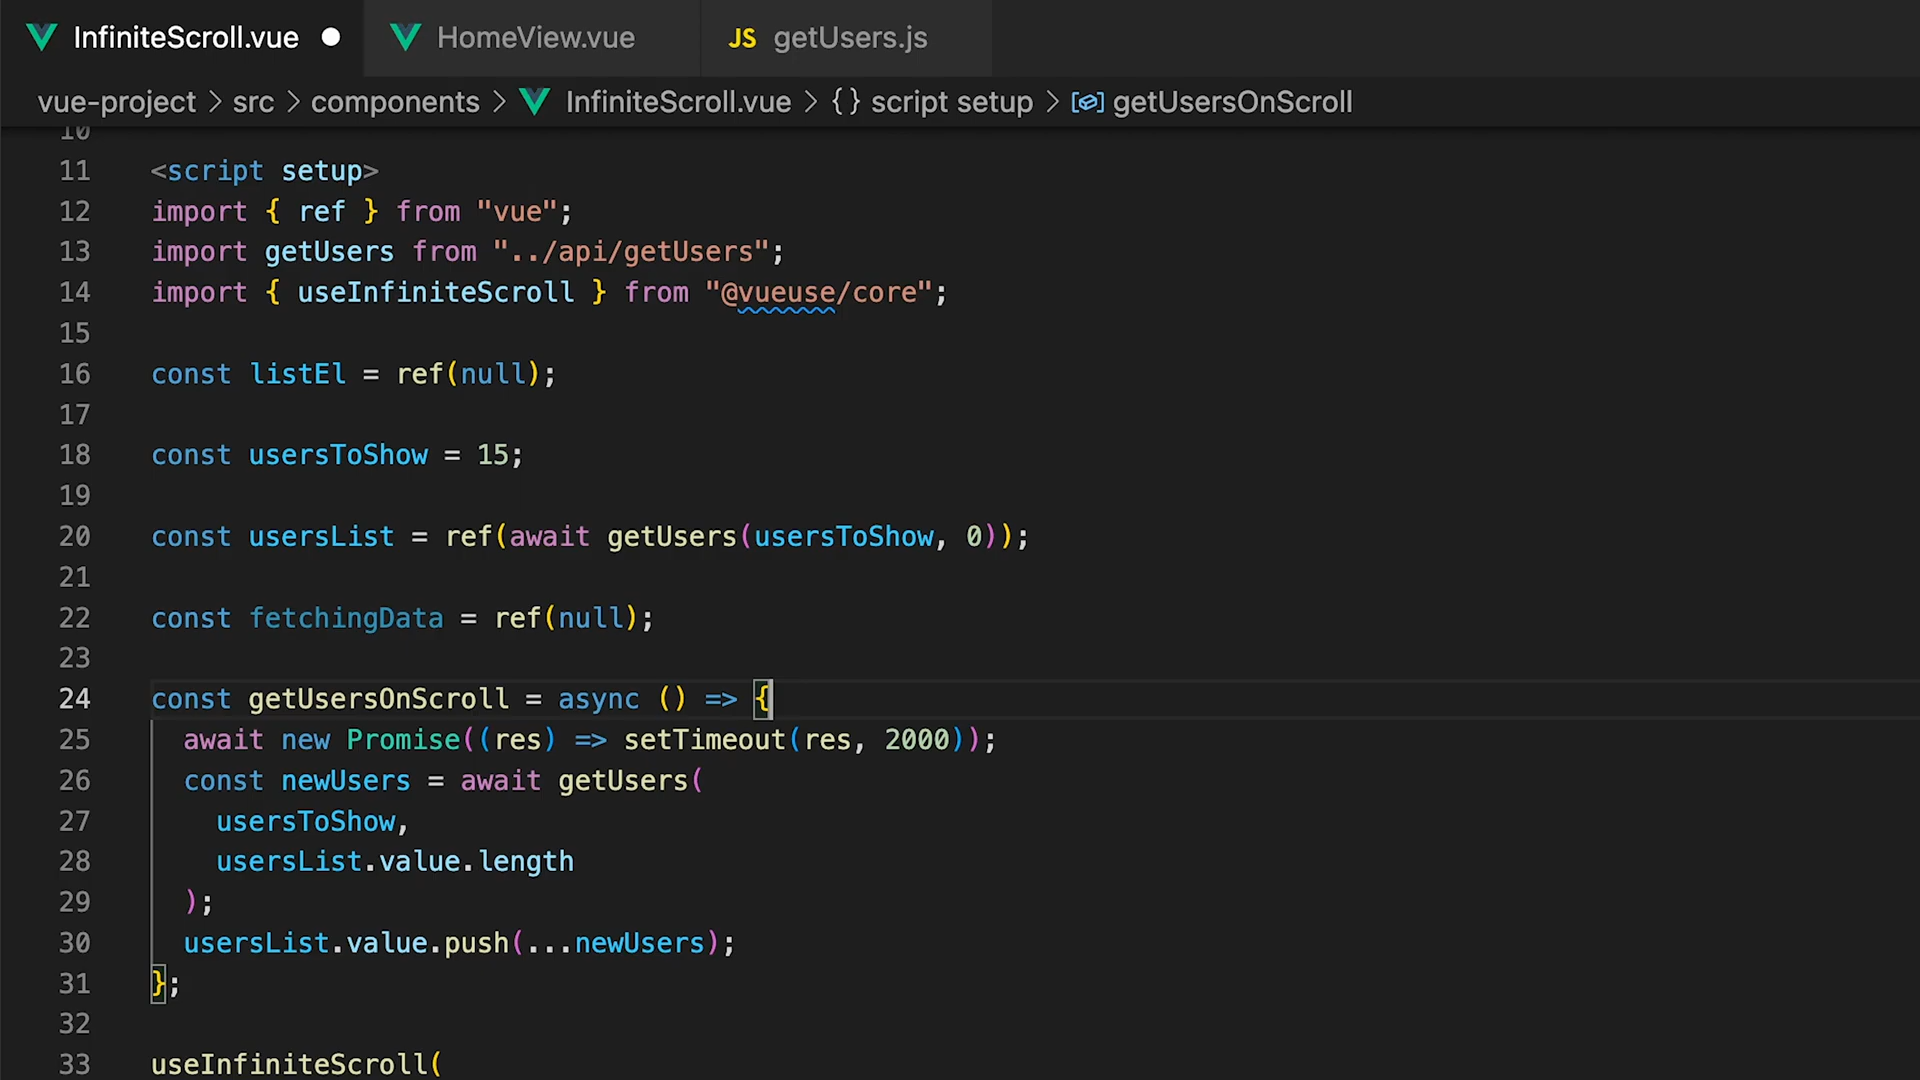 InfiniteScroll.vue HomeView.vue JS getUsers.js
vue-project > src > components > InfiniteScroll.vue > {} script setup > getUsersOnScroll
10
11 <script setup>
12 import { ref } from "vue";
13 import getUsers from "../api/getUsers";
14 import { useInfiniteScroll } from "@vueuse/core";
15
16 const listEl = ref(null);
17
18 const usersToShow = 15;
19
20 const usersList = ref(await getUsers(usersToShow, 0));
21
22 const fetchingData = ref(null);
23
24 const getUsersOnScroll = async () => {
25 await new Promise((res) => setTimeout(res, 2000));
26 const newUsers = await getUsers(
27 usersToShow,
28 usersList.value.length
29 );
30 usersList.value.push(...newUsers);
31 };
32
33 useInfiniteScroll(